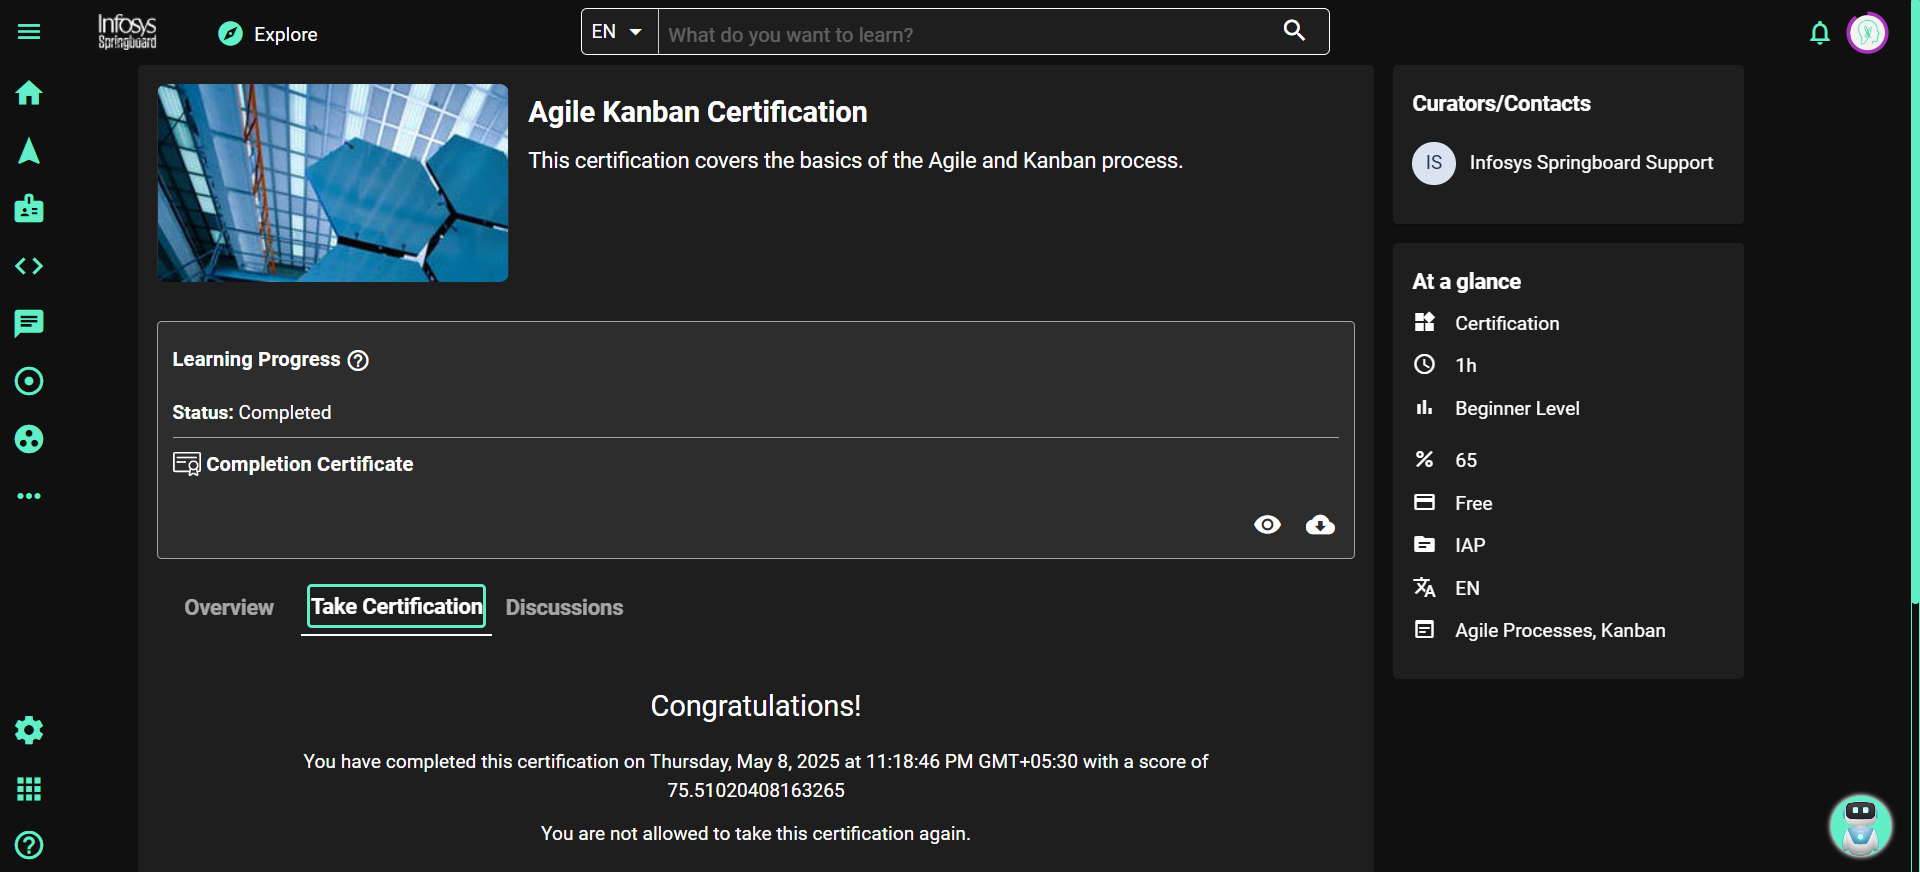 Infosys
Springboard
Explore
EN
What do you want to learn?
Agile Kanban Certification
This certification covers the basics of the Agile and Kanban process.
Learning Progress
Status: Completed
Completion Certificate
Overview
Take Certification
Discussions
Congratulations!
You have completed this certification on Thursday, May 8, 2025 at 11:18:46 PM GMT+05:30 with a score of
75.51020408163265
You are not allowed to take this certification again.
Curators/Contacts
IS
Infosys Springboard Support
At a glance
Certification
1h
Beginner Level
% 65
Free
IAP
EN
Agile Processes, Kanban